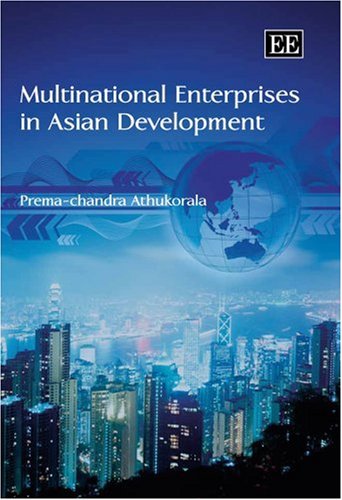 EE
Multinational Enterprises
in Asian Development
Prema-chandra Athukorala